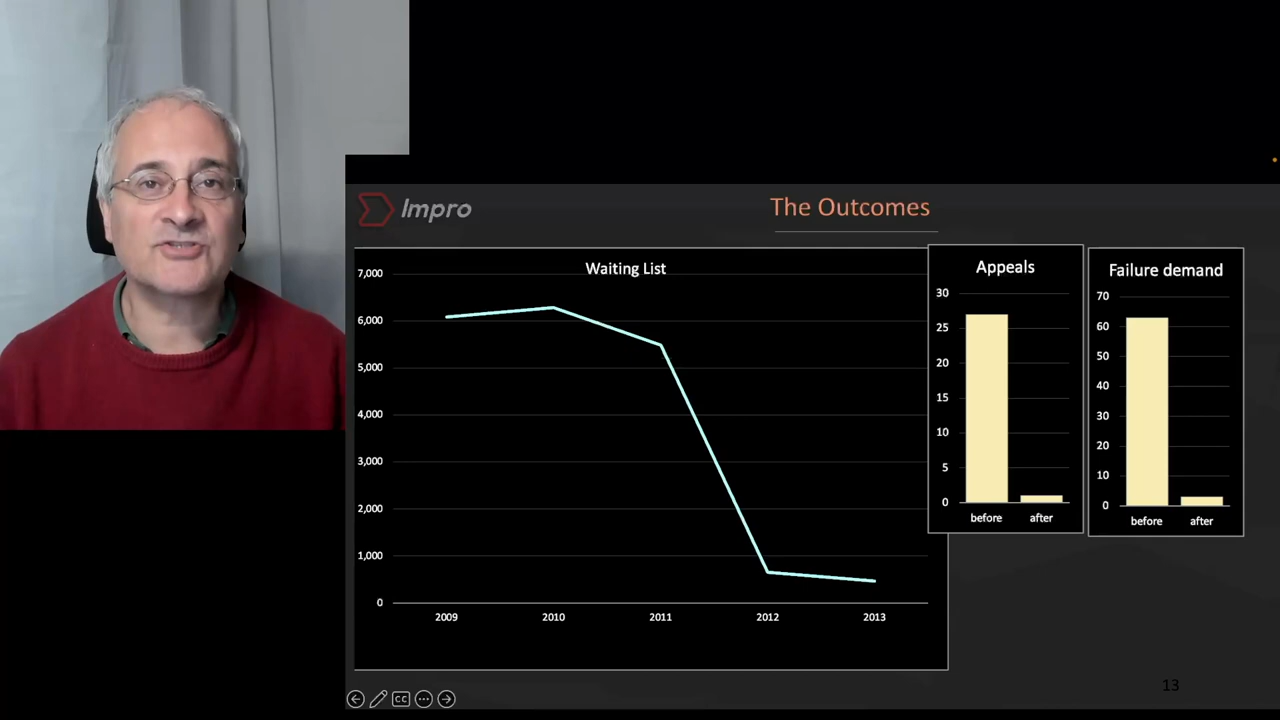 Impro
The Outcomes
Waiting List
7,000
6,000
5,000
4,000
3,000
2,000
1,000
0
2009 2010 2011 2012 2013
Appeals
30
25
20
15
10
5
0
before after
Failure demand
70
60
50
40
30
20
10
0
before after
CC
13